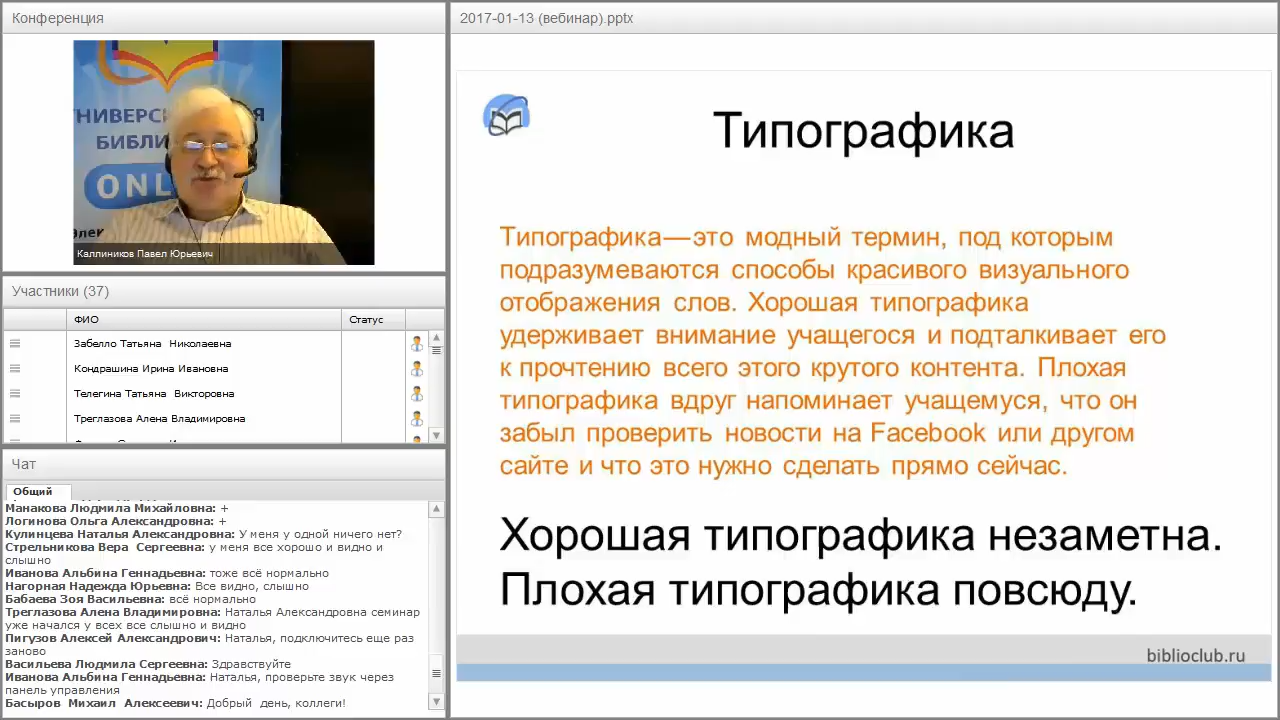 Конференция
НИВЕРС
Я
БИБЛИ
ONL
Каллиников Павел Юрьевич
Участники (37)
ФИО
Статус
Забелло Татьяна Николаевна
Кондрашина Ирина Ивановна
Телегина Татьяна Викторовна
Треглазова Алена Владимировна
Чат
Общий
Манакова Людмила Михайловна: +
Логинова Ольга Александровна: +
Кулинцева Наталья Александровна: У меня у одной ничего нет?
Стрельникова Вера Сергеевна: у меня все хорошо и видно и
слышно
Иванова Альбина Геннадьевна: тоже всё нормально
Нагорная Надежда Юрьевна: Все видно, слышно
Бабаева Зоя Васильевна: всё нормально
Треглазова Алена Владимировна: Наталья Александровна семинар
уже начался у всех все слышно и видно
Пигузов Алексей Александрович: Наталья, подключитесь еще раз
заново
Васильева Людмила Сергеевна: Здравствуйте
Иванова Альбина Геннадьевна: Наталья, проверьте звук через
панель управления
Басыров Михаил Алексеевич: Добрый день, коллеги!
2017-01-13 (вебинар).pptx
Типографика
Типографика—это модный термин, под которым
подразумеваются способы красивого визуального
отображения слов. Хорошая типографика
удерживает внимание учащегося и подталкивает его
к прочтению всего этого крутого контента. Плохая
типографика вдруг напоминает учащемуся, что он
забыл проверить новости на Facebook или другом
сайте и что это нужно сделать прямо сейчас.
Хорошая типографика незаметна.
Плохая типографика повсюду.
biblioclub.ru